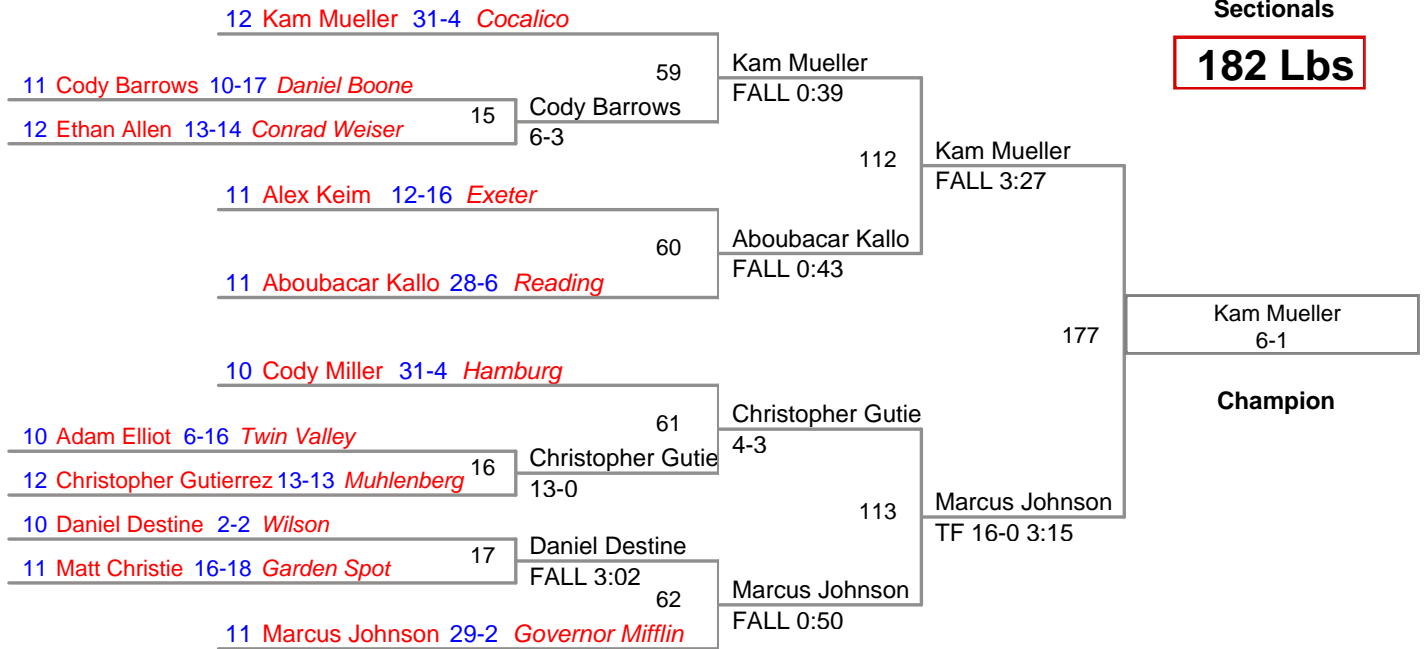 Sectionals
182 Lbs
12 Kam Mueller 31-4 Cocalico
59
Kam Mueller
FALL 0:39
11 Cody Barrows 10-17 Daniel Boone
15
Cody Barrows
6-3
12 Ethan Allen 13-14 Conrad Weiser
112
Kam Mueller
FALL 3:27
11 Alex Keim 12-16 Exeter
60
Aboubacar Kallo
FALL 0:43
11 Aboubacar Kallo 28-6 Reading
177
Kam Mueller
6-1
Champion
10 Cody Miller 31-4 Hamburg
61
Christopher Gutie
4-3
10 Adam Elliot 6-16 Twin Valley
16
Christopher Gutie
13-0
12 Christopher Gutierrez 13-13 Muhlenberg
113
Marcus Johnson
TF 16-0 3:15
10 Daniel Destine 2-2 Wilson
17
Daniel Destine
FALL 3:02
11 Matt Christie 16-18 Garden Spot
62
Marcus Johnson
FALL 0:50
11 Marcus Johnson 29-2 Governor Mifflin